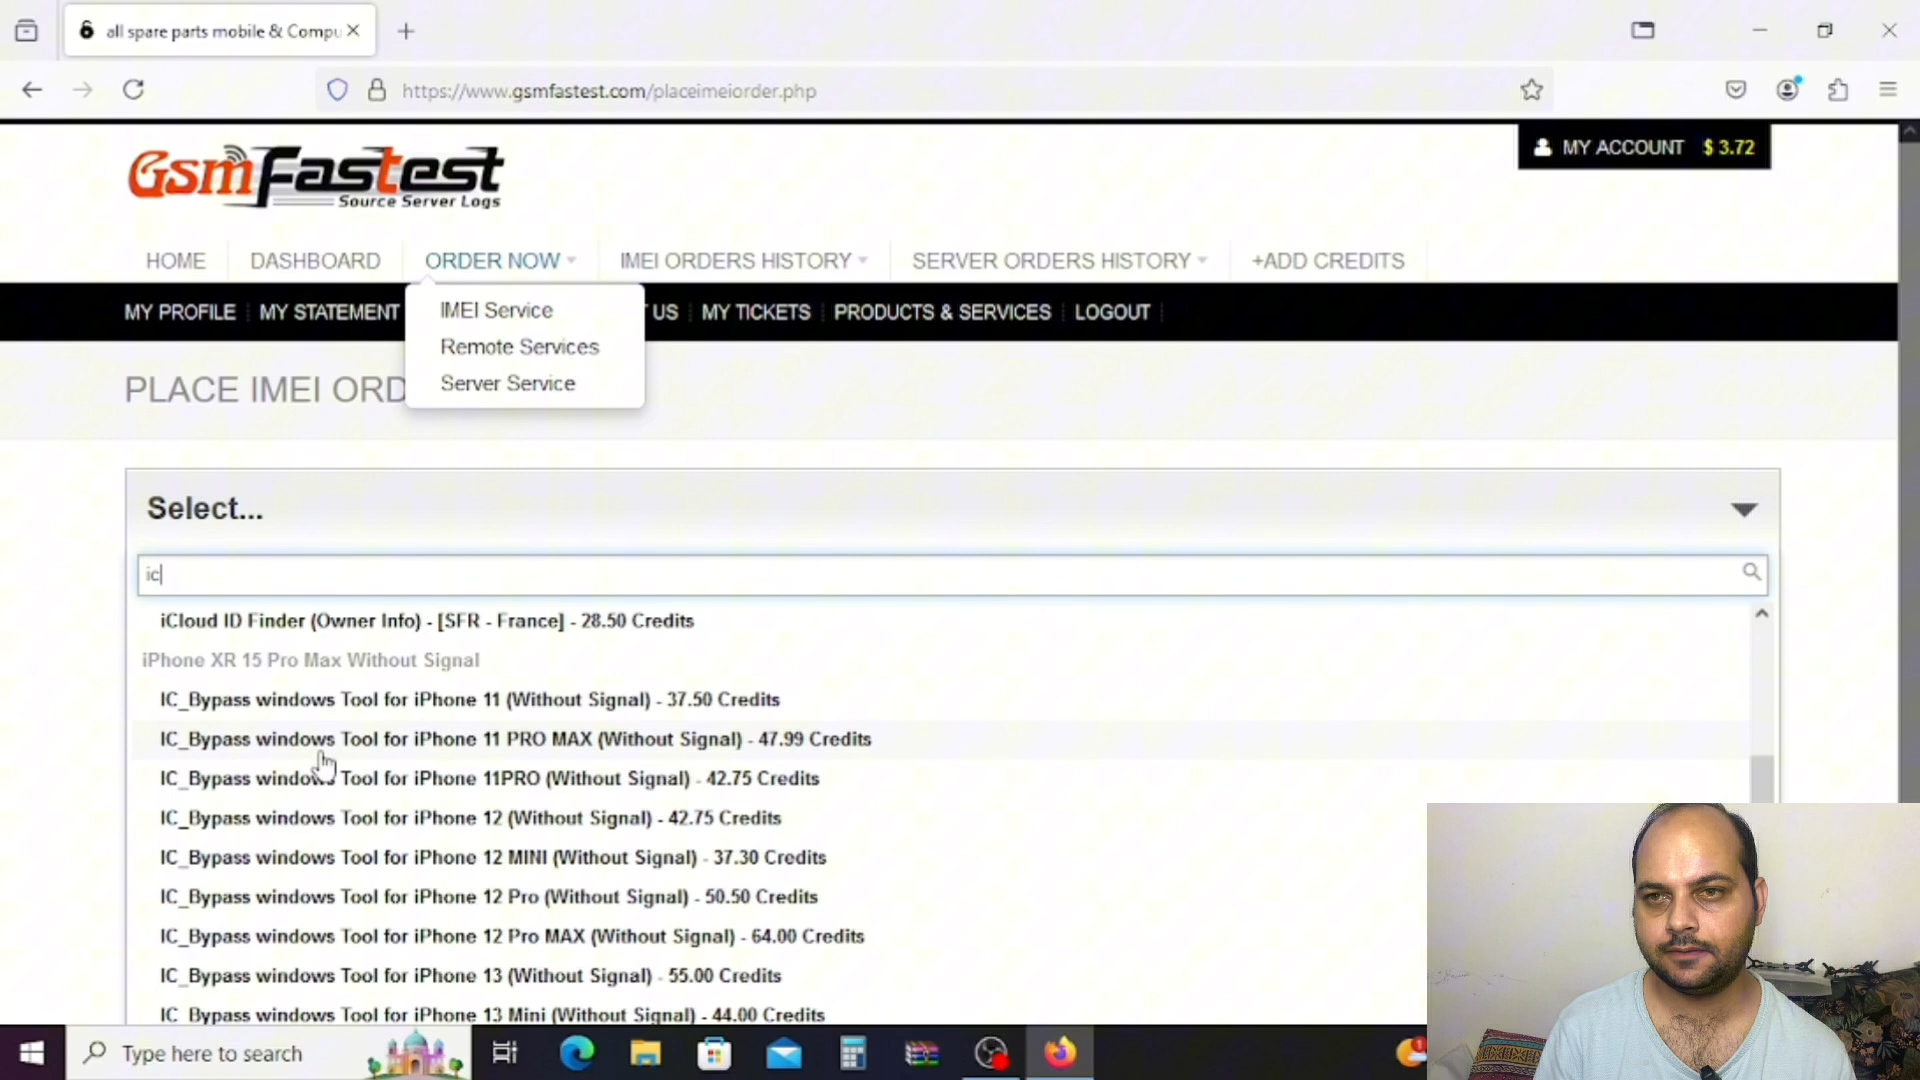 all spare parts mobile & Compu
https://www.gsmfastest.com/placeimeiorder.php
GsmFastest
Source Server Logs
MY ACCOUNT $ 3.72
HOME DASHBOARD ORDER NOW IMEI ORDERS HISTORY SERVER ORDERS HISTORY +ADD CREDITS
MY PROFILE MY STATEMENT US MY TICKETS PRODUCTS & SERVICES LOGOUT
IMEI Service
Remote Services
Server Service
PLACE IMEI ORD
Select...
ic
iCloud ID Finder (Owner Info) - [SFR - France] - 28.50 Credits
iPhone XR 15 Pro Max Without Signal
IC_Bypass windows Tool for iPhone 11 (Without Signal) - 37.50 Credits
IC_Bypass windows Tool for iPhone 11 PRO MAX (Without Signal) - 47.99 Credits
IC_Bypass windows Tool for iPhone 11PRO (Without Signal) - 42.75 Credits
IC_Bypass windows Tool for iPhone 12 (Without Signal) - 42.75 Credits
IC_Bypass windows Tool for iPhone 12 MINI (Without Signal) - 37.30 Credits
IC_Bypass windows Tool for iPhone 12 Pro (Without Signal) - 50.50 Credits
IC_Bypass windows Tool for iPhone 12 Pro MAX (Without Signal) - 64.00 Credits
IC_Bypass windows Tool for iPhone 13 (Without Signal) - 55.00 Credits
IC_Bypass windows Tool for iPhone 13 Mini (Without Signal) - 44.00 Credits
Type here to search